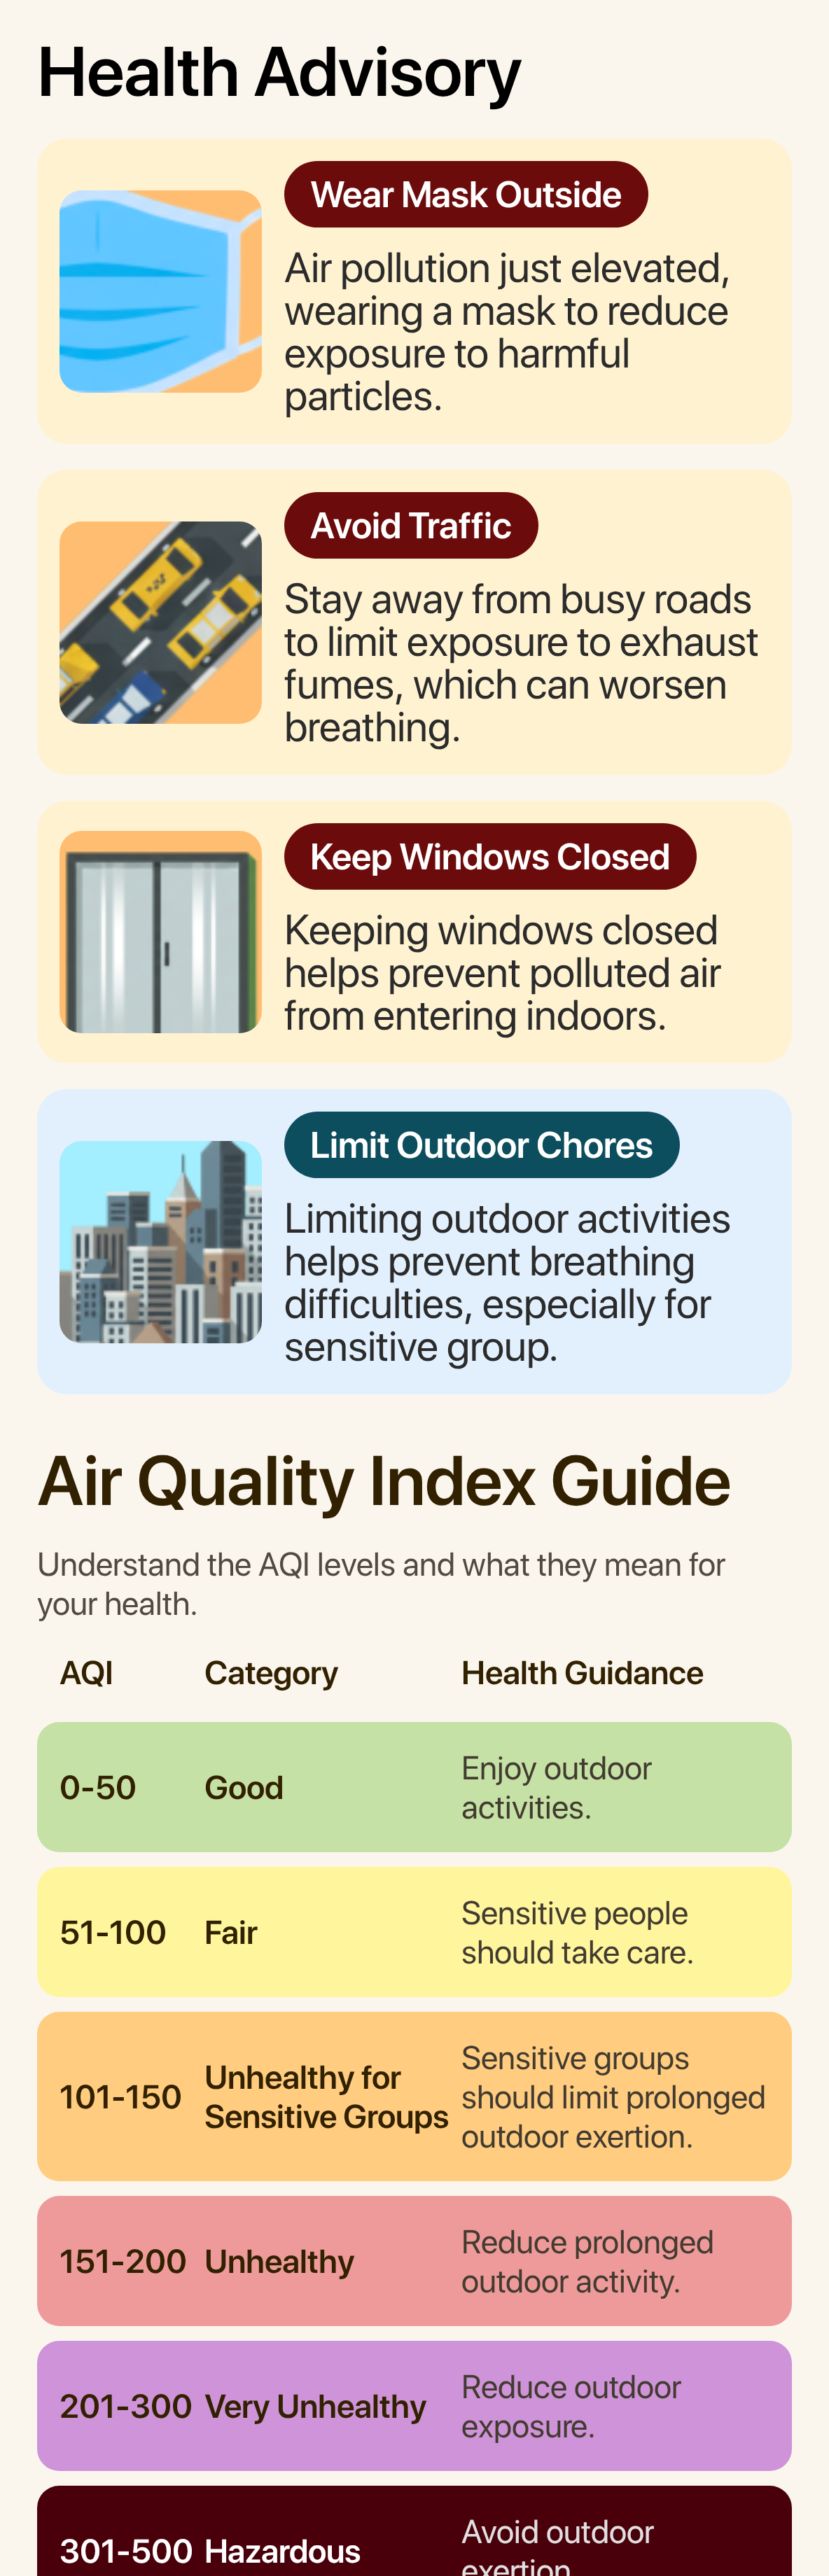 Health Advisory
Wear Mask Outside
Air pollution just elevated,
wearing a mask to reduce
exposure to harmful
particles.
Avoid Traffic
Stay away from busy roads
to limit exposure to exhaust
fumes, which can worsen
breathing.
Keep Windows Closed
Keeping windows closed
helps prevent polluted air
from entering indoors.
Limit Outdoor Chores
Limiting outdoor activities
helps prevent breathing
difficulties, especially for
sensitive group.
Air Quality Index Guide
Understand the AQI levels and what they mean for
your health.
AQI Category Health Guidance
0-50 Good Enjoy outdoor
activities.
51-100 Fair Sensitive people
should take care.
101-150 Unhealthy for
Sensitive Groups
Sensitive groups
should limit prolonged
outdoor exertion.
151-200 Unhealthy Reduce prolonged
outdoor activity.
201-300 Very Unhealthy Reduce outdoor
exposure.
301-500 Hazardous Avoid outdoor
exertion